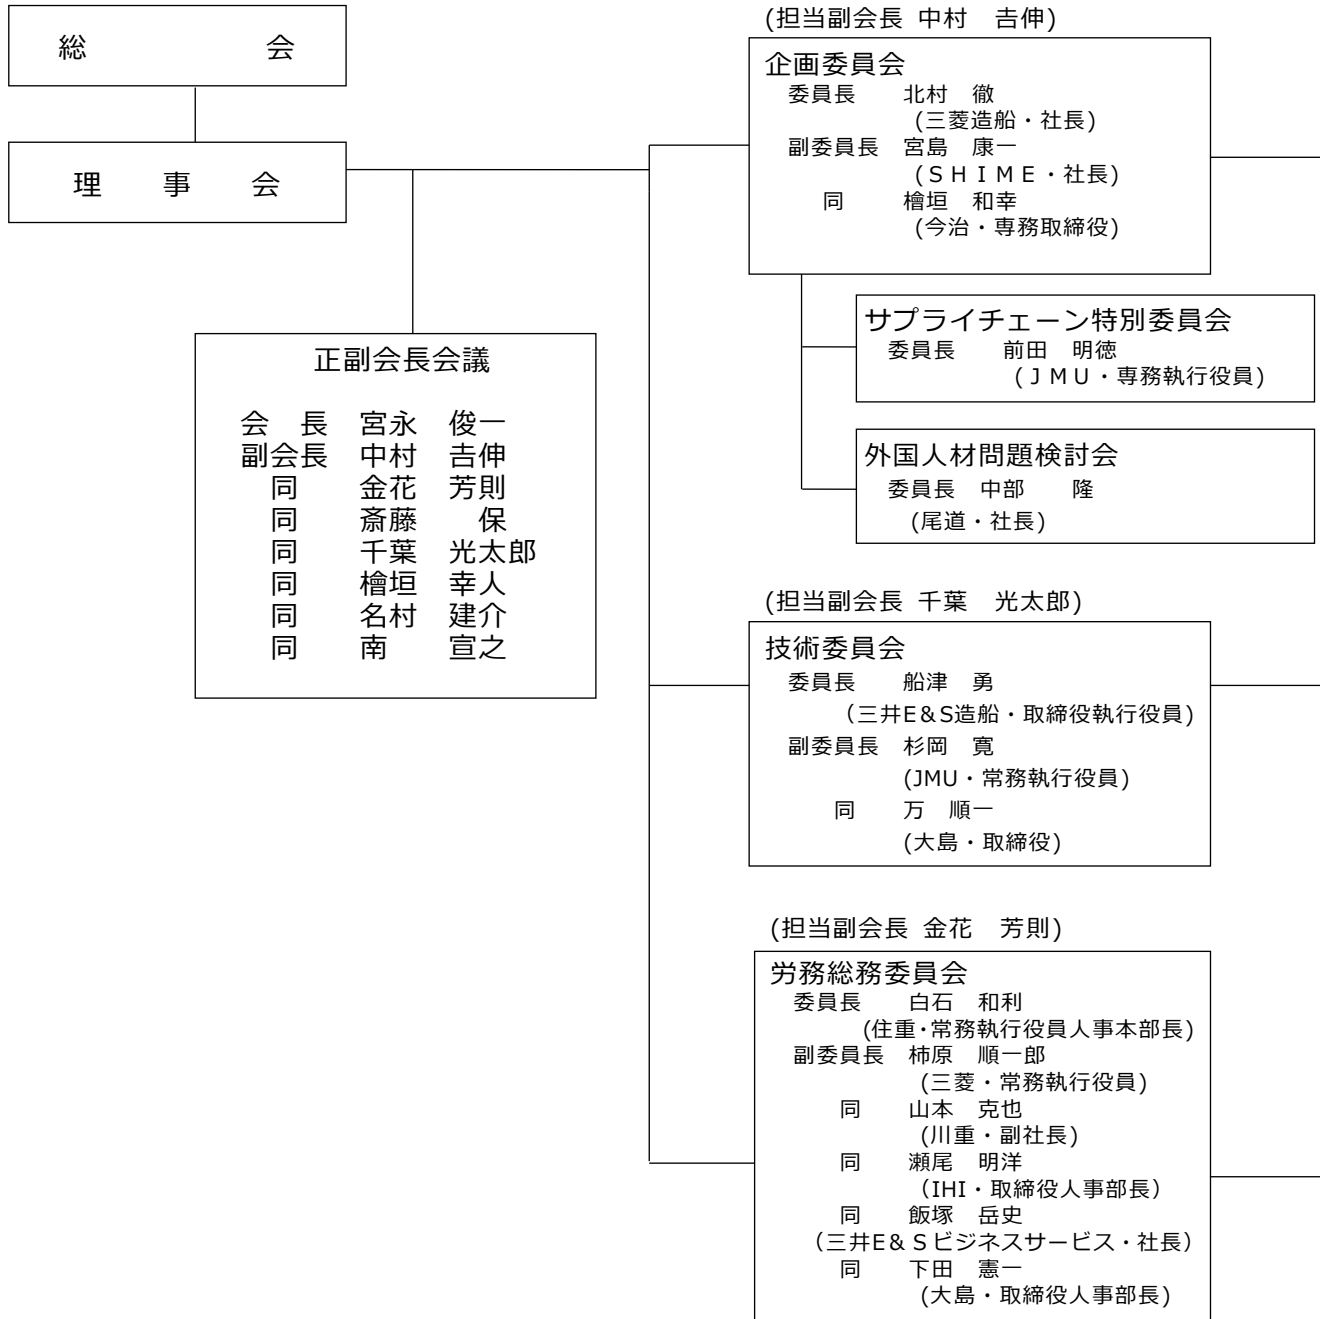 総　会
理　事　会
正副会長会議
会　長　宮永　俊一
副会長　中村　吉伸
同　金花　芳則
同　斎藤　保
同　千葉　光太郎
同　檜垣　幸人
同　名村　建介
同　南　宣之
(担当副会長 中村　吉伸)
企画委員会
委員長　北村　徹
(三菱造船・社長)
副委員長　宮島　康一
(ＳＨＩＭＥ・社長)
同　檜垣　和幸
(今治・専務取締役)
サプライチェーン特別委員会
委員長　前田　明徳
(ＪＭＵ・専務執行役員)
外国人材問題検討会
委員長　中部　隆
(尾道・社長)
(担当副会長 千葉　光太郎)
技術委員会
委員長　船津　勇
（三井E&S造船・取締役執行役員)
副委員長　杉岡　寛
(JMU・常務執行役員)
同　万　順一
(大島・取締役)
(担当副会長 金花　芳則)
労務総務委員会
委員長　白石　和利
(住重・常務執行役員人事本部長)
副委員長　柿原　順一郎
(三菱・常務執行役員)
同　山本　克也
(川重・副社長)
同　瀬尾　明洋
（IHI・取締役人事部長）
同　飯塚　岳史
（三井E&Ｓビジネスサービス・社長）
同　下田　憲一
(大島・取締役人事部長)